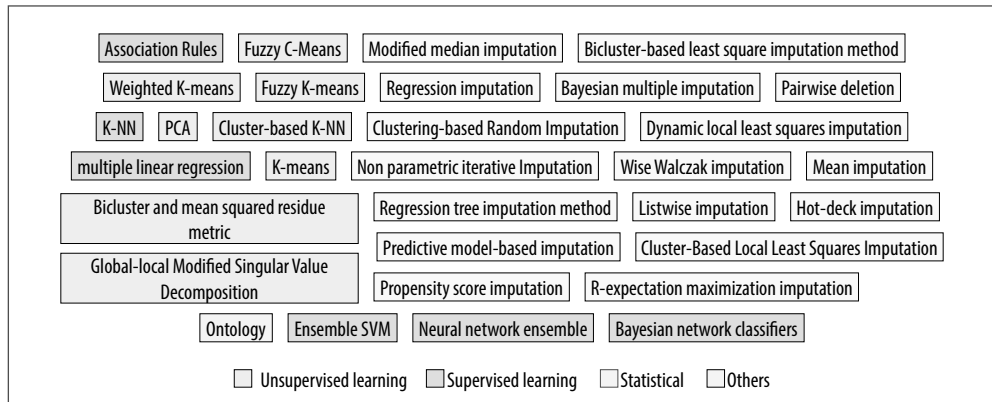 Association Rules Fuzzy C-Means Modified median imputation Bicluster-based least square imputation method
Weighted K-means Fuzzy K-means Regression imputation Bayesian multiple imputation Pairwise deletion
K-NN PCA Cluster-based K-NN Clustering-based Random Imputation Dynamic local least squares imputation
multiple linear regression K-means Non parametric iterative Imputation Wise Walczak imputation Mean imputation
Bicluster and mean squared residue
metric
Regression tree imputation method Listwise imputation Hot-deck imputation
Predictive model-based imputation Cluster-Based Local Least Squares Imputation
Global-local Modified Singular Value
Decomposition
Propensity score imputation R-expectation maximization imputation
Ontology Ensemble SVM Neural network ensemble Bayesian network classifiers
Unsupervised learning Supervised learning Statistical Others